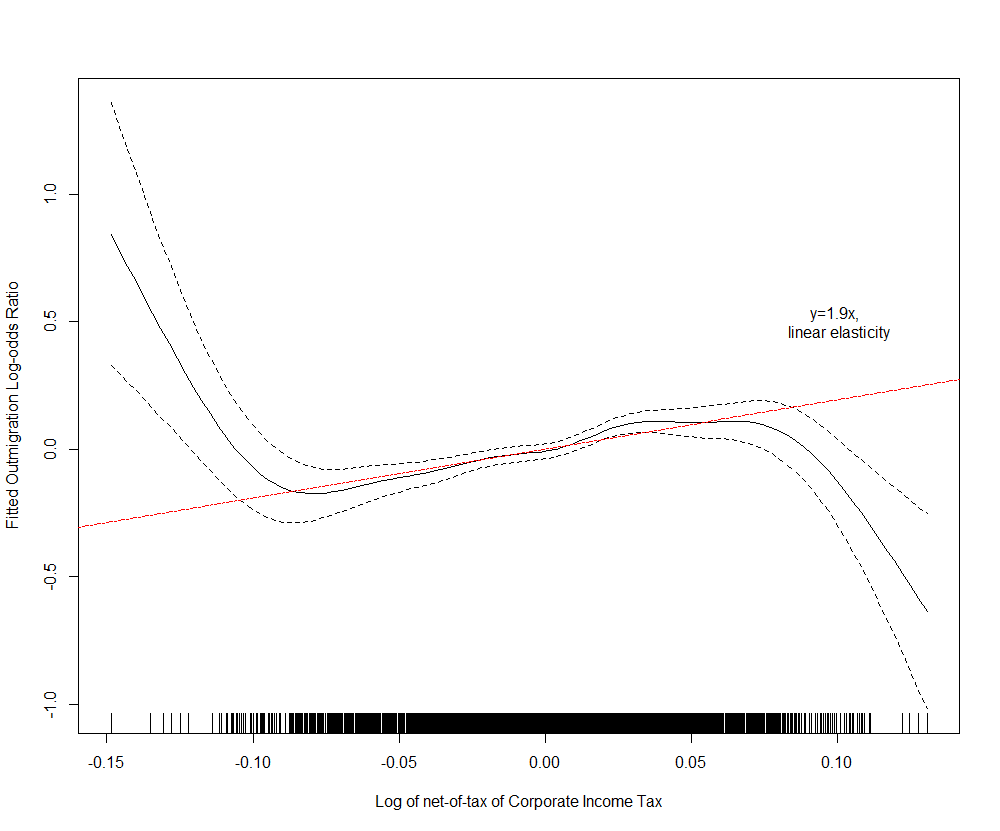 1.0
0.5
0.0
-0.5
-1.0
Fitted Outmigration Log-odds Ratio
y=1.9x,
linear elasticity
-0.15 -0.10 -0.05 0.00 0.05 0.10
Log of net-of-tax of Corporate Income Tax